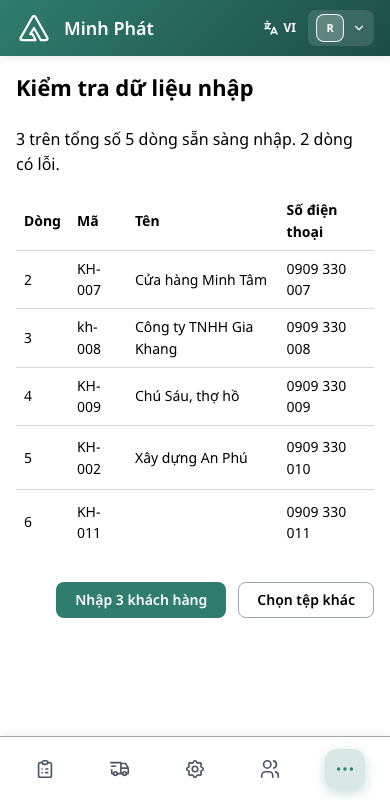 Minh Phát
VI
R
Kiểm tra dữ liệu nhập
3 trên tổng số 5 dòng sẵn sàng nhập. 2 dòng
có lỗi.
Dòng Mã Tên Số điện
thoại
2 KH-
007 Cửa hàng Minh Tâm 0909 330
007
3 kh-
008 Công ty TNHH Gia
Khang 0909 330
008
4 KH-
009 Chú Sáu, thợ hồ 0909 330
009
5 KH-
002 Xây dựng An Phú 0909 330
010
6 KH-
011 0909 330
011
Nhập 3 khách hàng
Chọn tệp khác